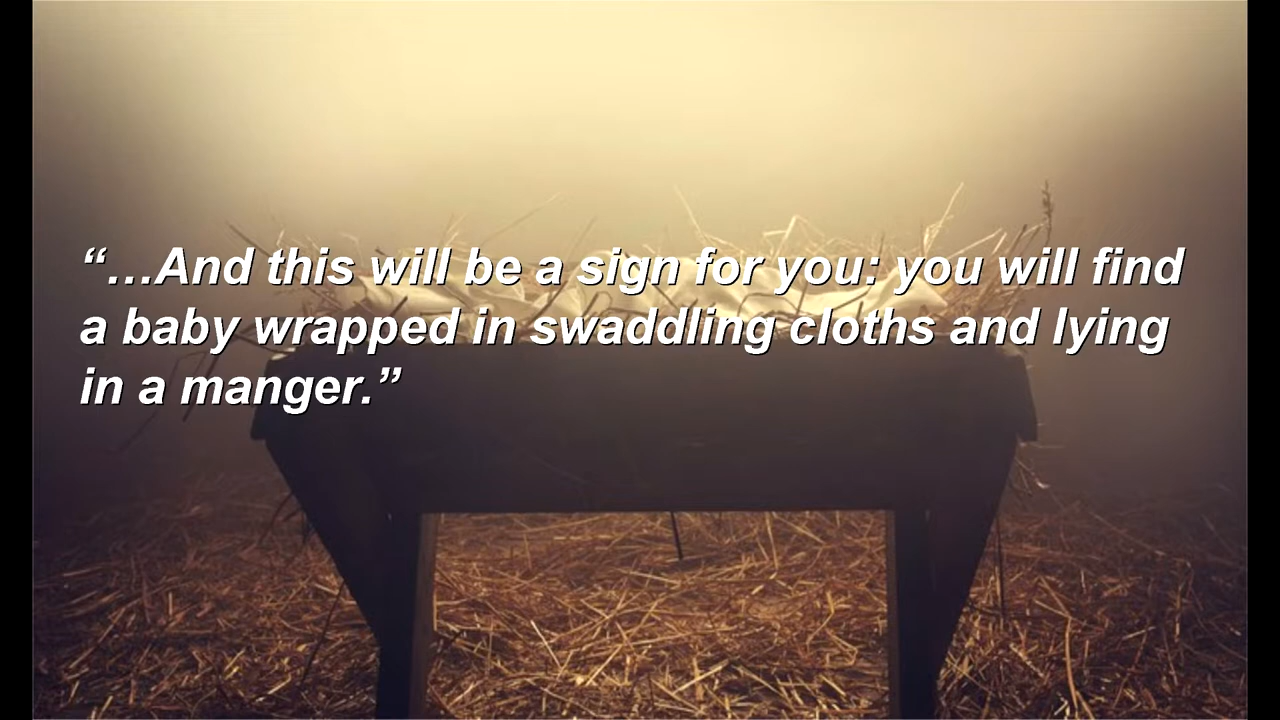 “…And this will be a sign for you: you will find
a baby wrapped in swaddling cloths and lying
in a manger.”